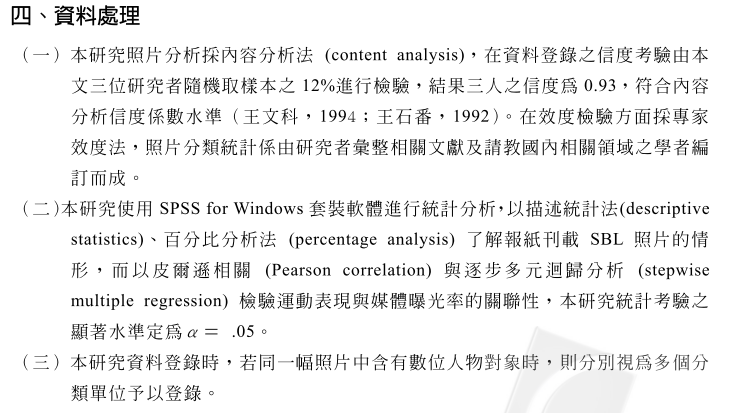 四、資料處理
（一）本研究照片分析採內容分析法 (content analysis)，在資料登錄之信度考驗由本
文三位研究者隨機取樣本之 12%進行檢驗，結果三人之信度為 0.93，符合內容
分析信度係數水準（王文科，1994；王石番，1992）。在效度檢驗方面採專家
效度法，照片分類統計係由研究者彙整相關文獻及請教國內相關領域之學者編
訂而成。
（二）本研究使用 SPSS for Windows 套裝軟體進行統計分析，以描述統計法(descriptive
statistics)、百分比分析法 (percentage analysis) 了解報紙刊載 SBL 照片的情
形，而以皮爾遜相關 (Pearson correlation) 與逐步多元迴歸分析 (stepwise
multiple regression) 檢驗運動表現與媒體曝光率的關聯性，本研究統計考驗之
顯著水準定為 α＝ .05。
（三）本研究資料登錄時，若同一幅照片中含有數位人物對象時，則分別視為多個分
類單位予以登錄。